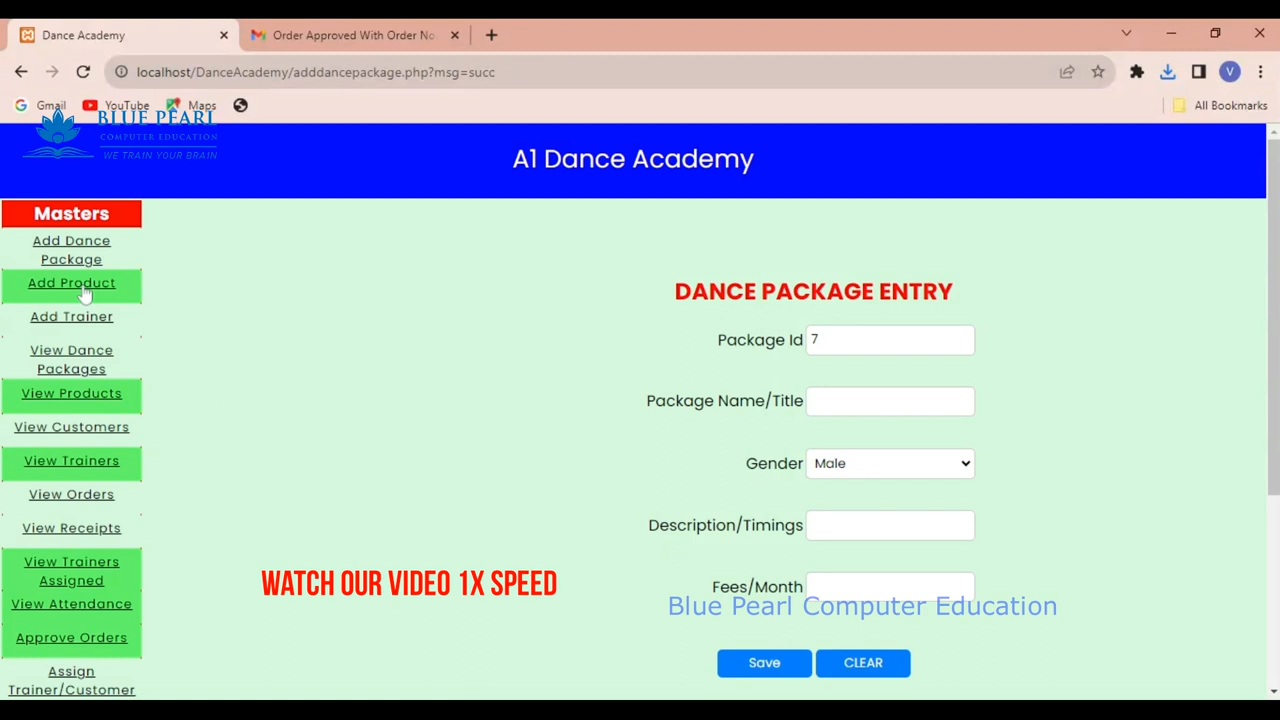 Dance Academy
Order Approved With Order No
localhost/DanceAcademy/adddancepackage.php?msg=succ
V
Gmail
YouTube
Maps
All Bookmarks
BLUE PEARL
COMPUTER EDUCATION
WE TRAIN YOUR BRAIN
A1 Dance Academy
Masters
Add Dance
Package
Add Product
Add Trainer
View Dance
Packages
View Products
View Customers
View Trainers
View Orders
View Receipts
View Trainers
Assigned
View Attendance
Approve Orders
Assign
Trainer/Customer
DANCE PACKAGE ENTRY
Package Id 7
Package Name/Title
Gender Male
Description/Timings
Fees/Month
WATCH OUR VIDEO 1X SPEED
Blue Pearl Computer Education
Save CLEAR